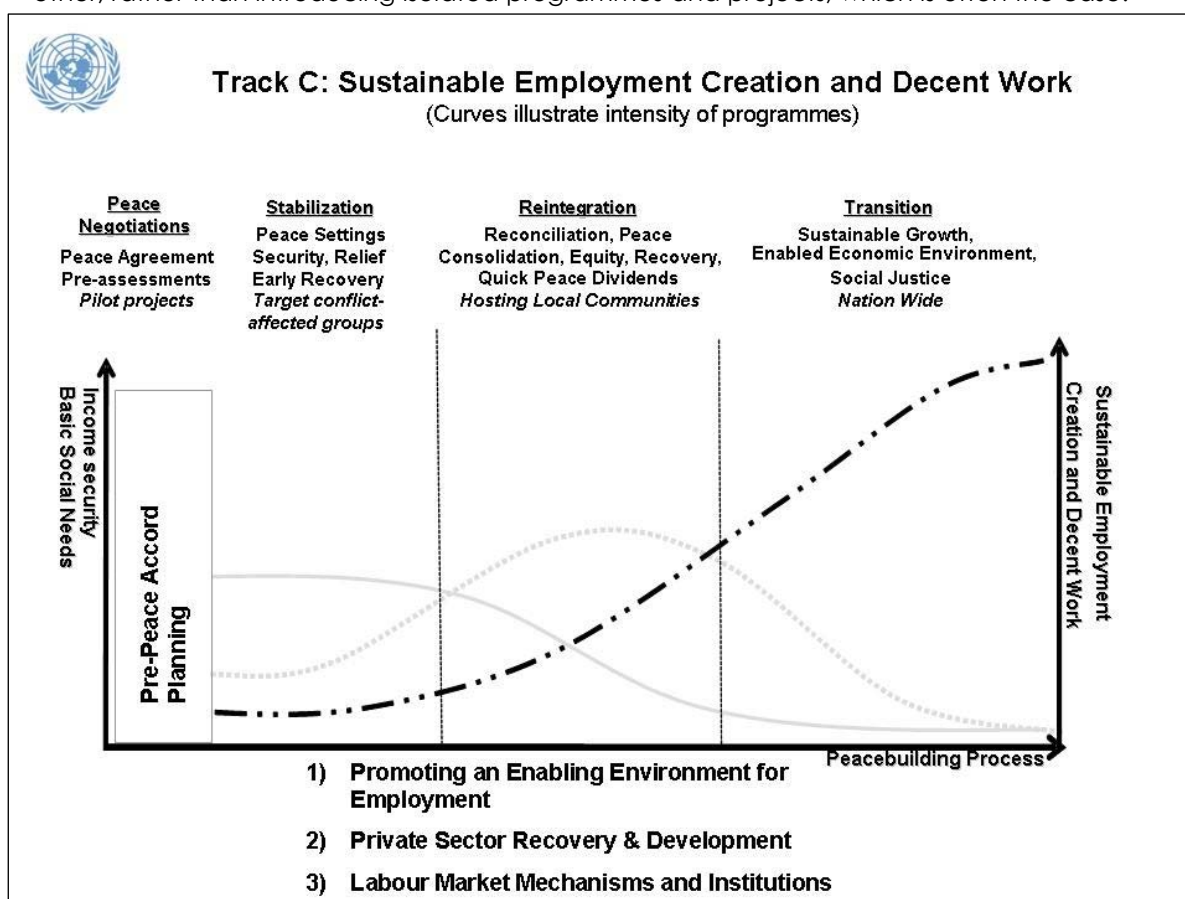 other, rather than introducing isolated programmes and projects, which is often the case.
Track C: Sustainable Employment Creation and Decent Work
(Curves illustrate intensity of programmes)
Peace
Negotiations
Peace Agreement
Pre-assessments
Pilot projects
Stabilization
Peace Settings
Security, Relief
Early Recovery
Target conflict-
affected groups
Reintegration
Reconciliation, Peace
Consolidation, Equity, Recovery,
Quick Peace Dividends
Hosting Local Communities
Transition
Sustainable Growth,
Enabled Economic Environment,
Social Justice
Nation Wide
Income security
Basic Social Needs
Pre-Peace Accord
Planning
Sustainable Employment
Creation and Decent Work
Peacebuilding Process
1) Promoting an Enabling Environment for
Employment
2) Private Sector Recovery & Development
3) Labour Market Mechanisms and Institutions